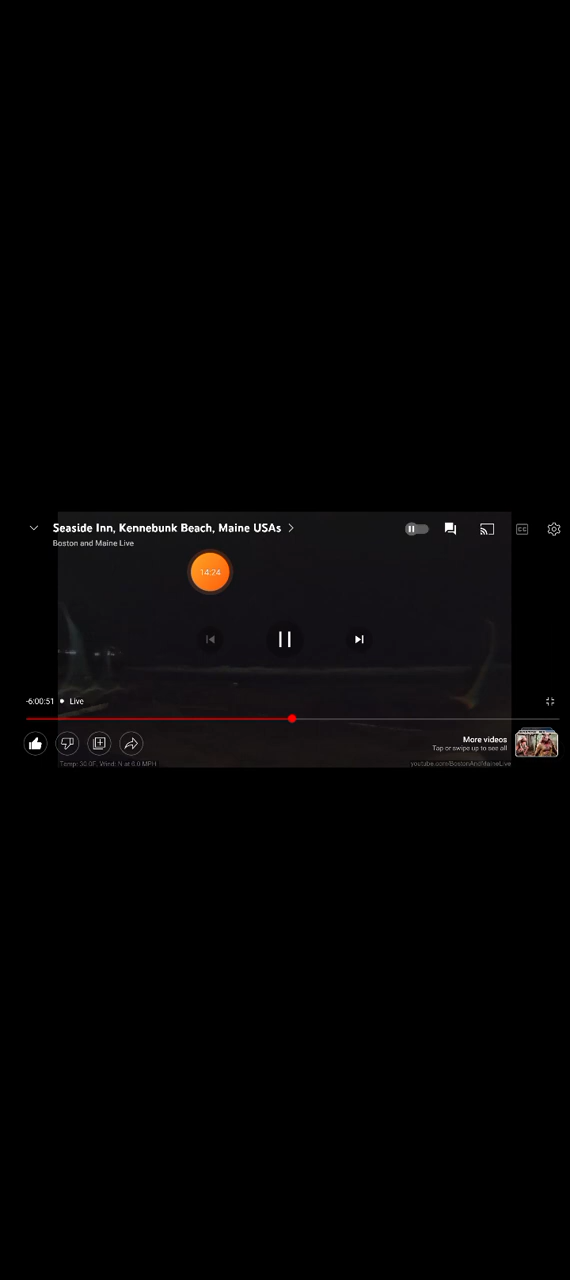 Seaside Inn, Kennebunk Beach, Maine USAs
Boston and Maine Live
CC
14:24
-6:00:51 • Live
More videos
Tap or swipe up to see all
Temp: 30.0F, Wind: N at 6.0 MPH
youtube.com/BostonAndMaineLive